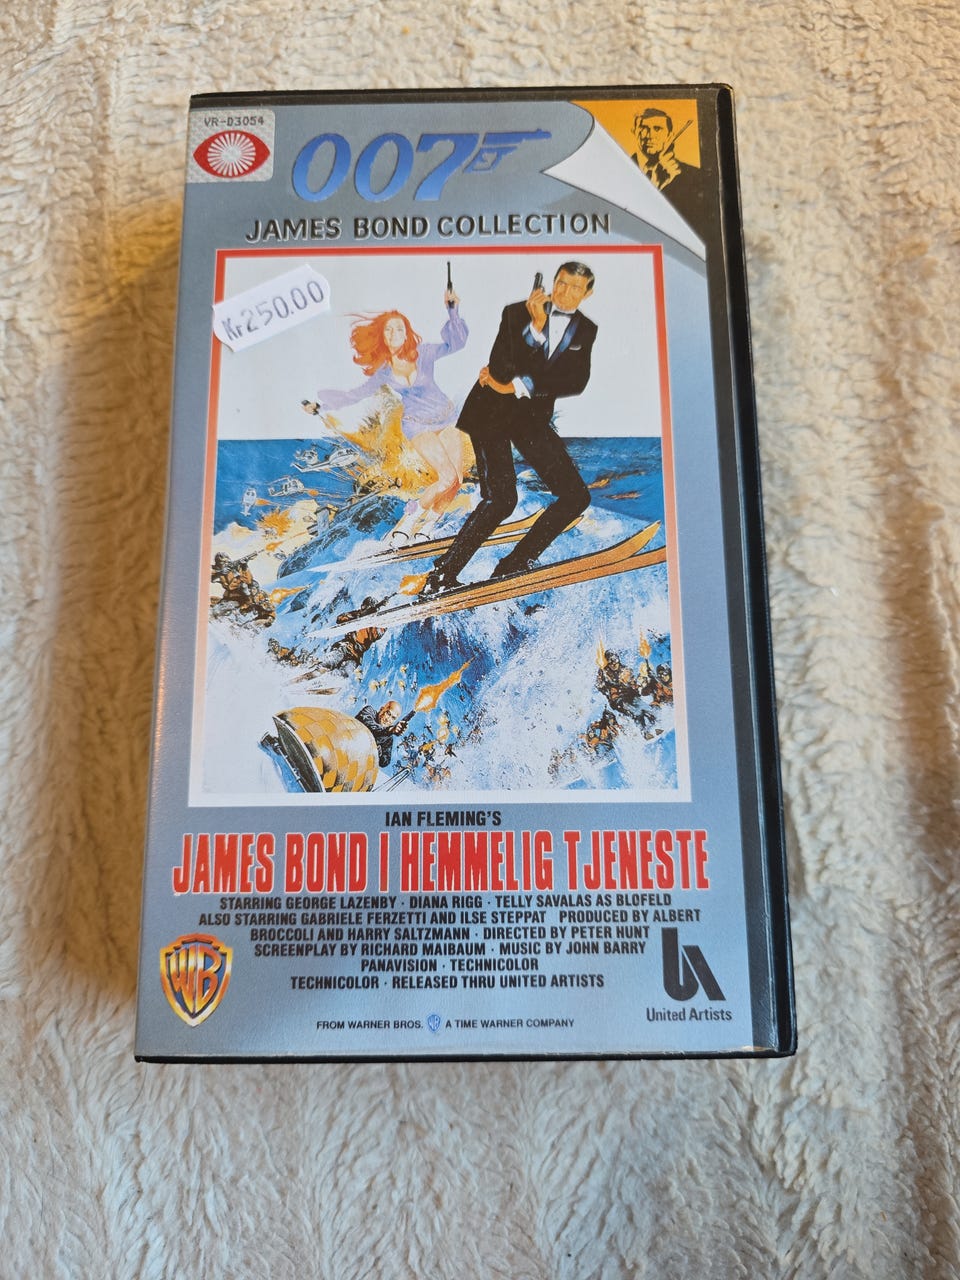 VR-D3054
007
JAMES BOND COLLECTION
Kr250.00
IAN FLEMING'S
JAMES BOND I HEMMELIG TJENESTE
STARRING GEORGE LAZENBY · DIANA RIGG · TELLY SAVALAS AS BLØFELD
ALSO STARRING GABRIELE FERZETTI AND ILSE STEPPAT PRODUCED BY ALBERT
BROCCOLI AND HARRY SALTZMANN · DIRECTED BY PETER HUNT
SCREENPLAY BY RICHARD MAIBAUM · MUSIC BY JOHN BARRY
PANAVISION · TECHNICOLOR
TECHNICOLOR · RELEASED THRU UNITED ARTISTS
WB
United Artists
FROM WARNER BROS. WB A TIME WARNER COMPANY